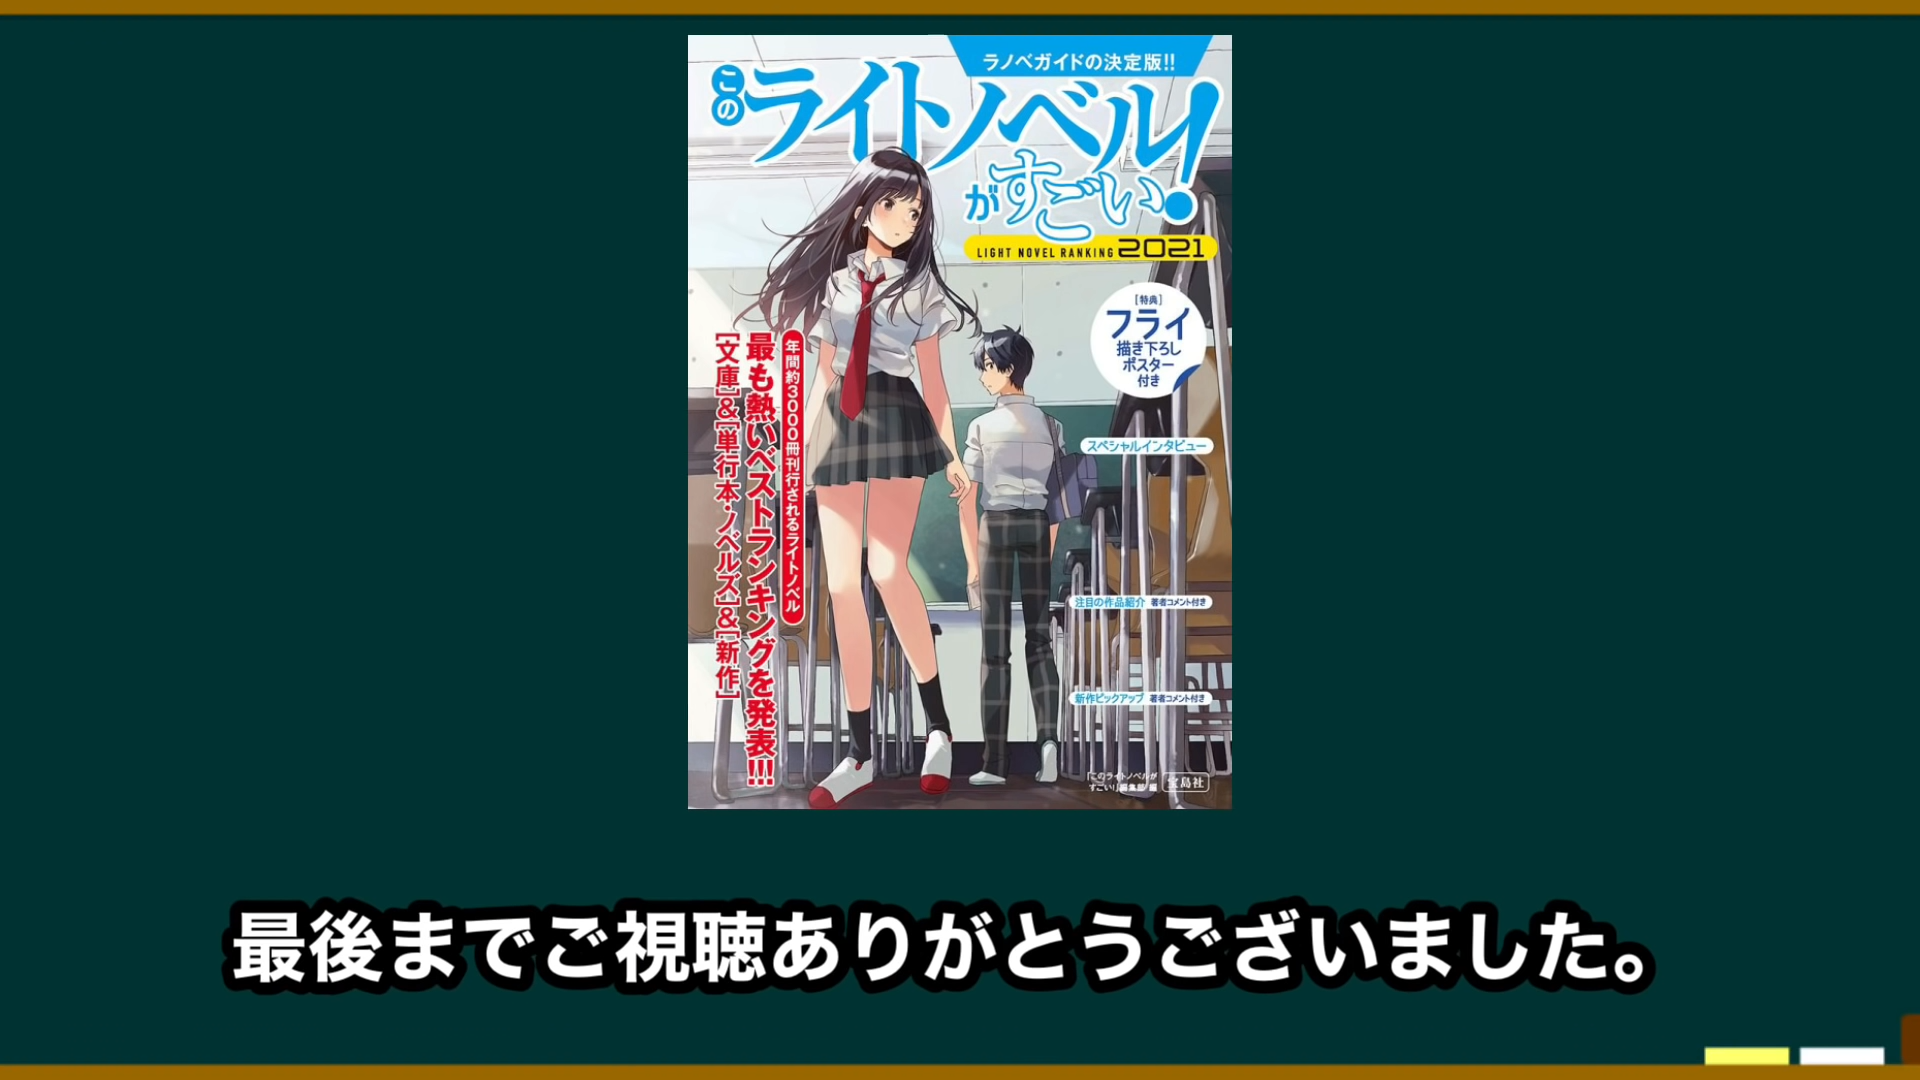 ラノベガイドの決定版!!
このライトノベルがすごい!
LIGHT NOVEL RANKING 2021
[特典]
フライ
描き下ろし
ポスター
付き
スペシャルインタビュー
年間約3000冊刊行されるライトノベル
最も熱いベストランキングを発表!!!
[文庫]&[単行本・ノベルズ]&[新作]
注目の作品紹介 著者コメント付き
新作ピックアップ 著者コメント付き
「このライトノベルが
すごい!」編集部 編
宝島社
最後までご視聴ありがとうございました。